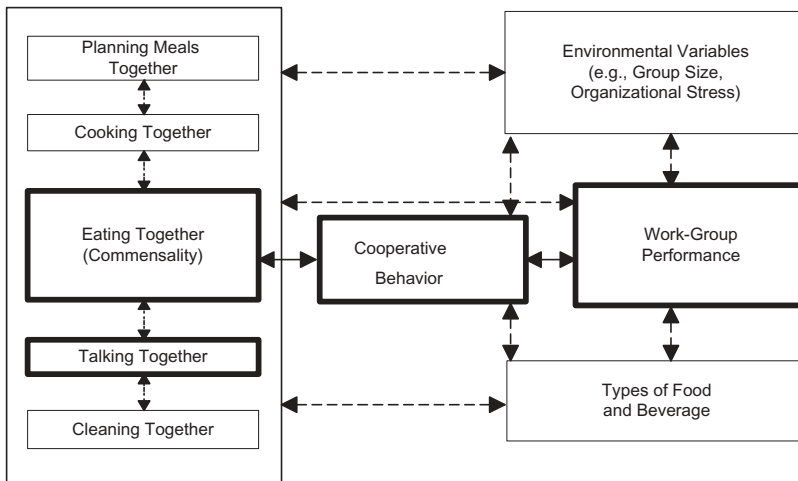 Planning Meals
Together
Cooking Together
Eating Together
(Commensality)
Talking Together
Cleaning Together
Cooperative
Behavior
Environmental Variables
(e.g., Group Size,
Organizational Stress)
Work-Group
Performance
Types of Food
and Beverage